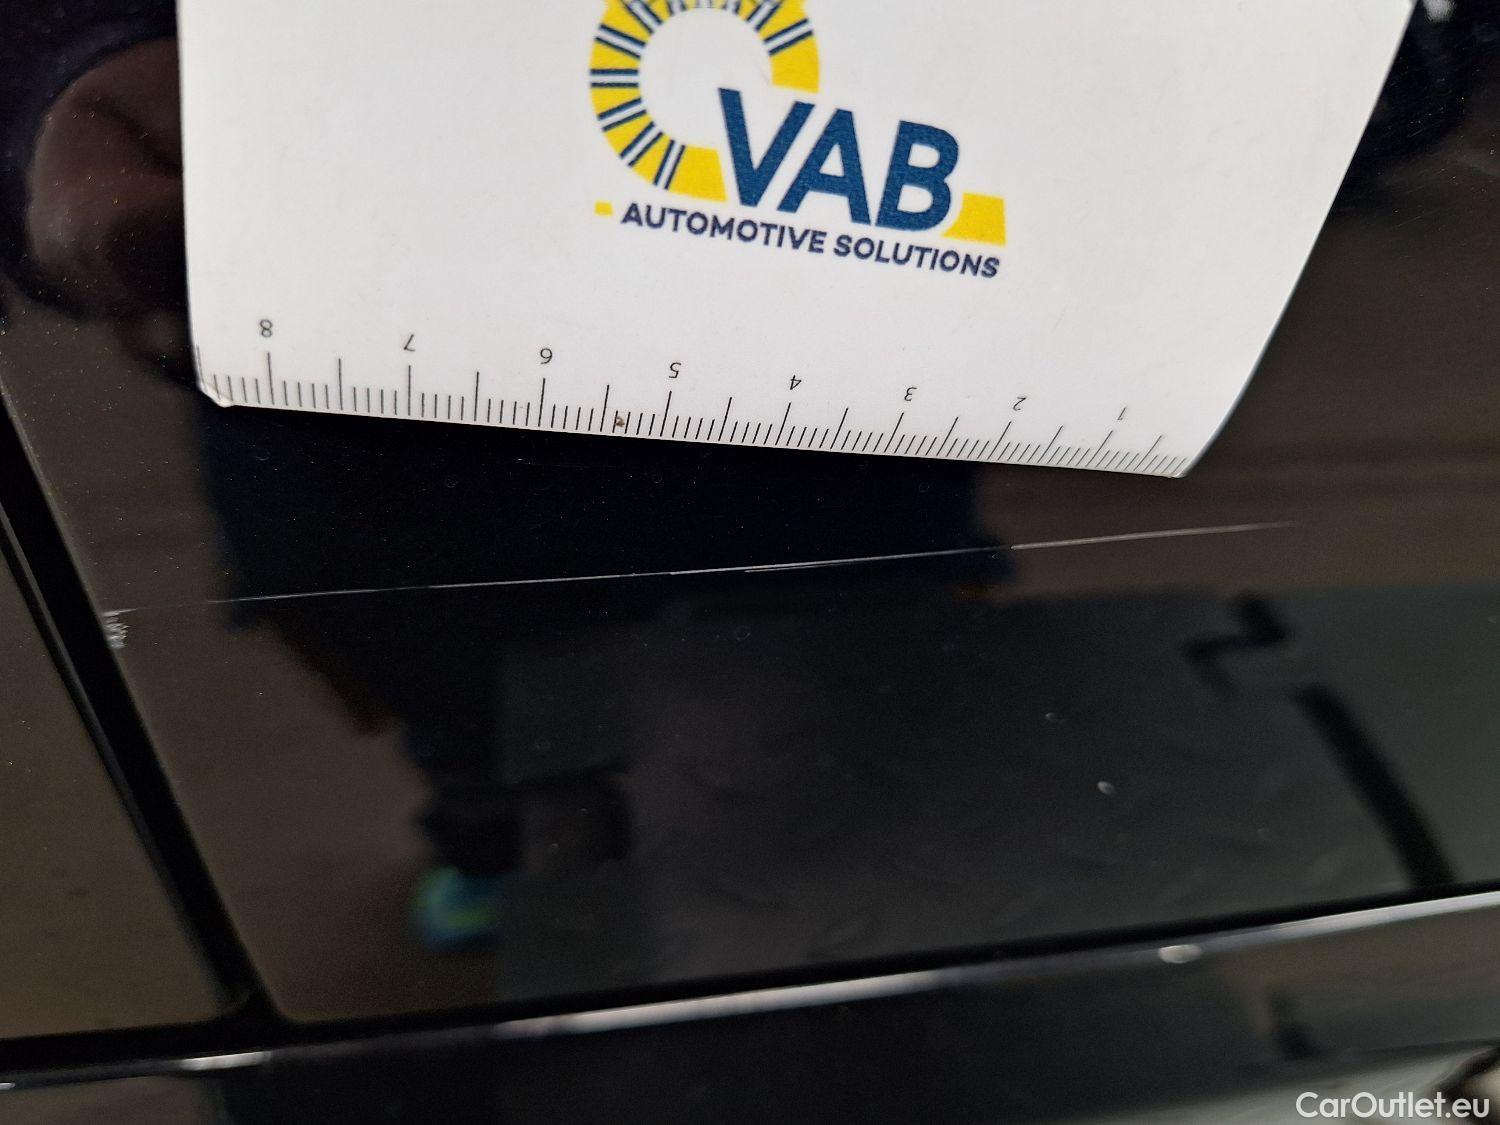 VAB
AUTOMOTIVE SOLUTIONS
8 7 6 5 4 3 2 1
CarOutlet.eu